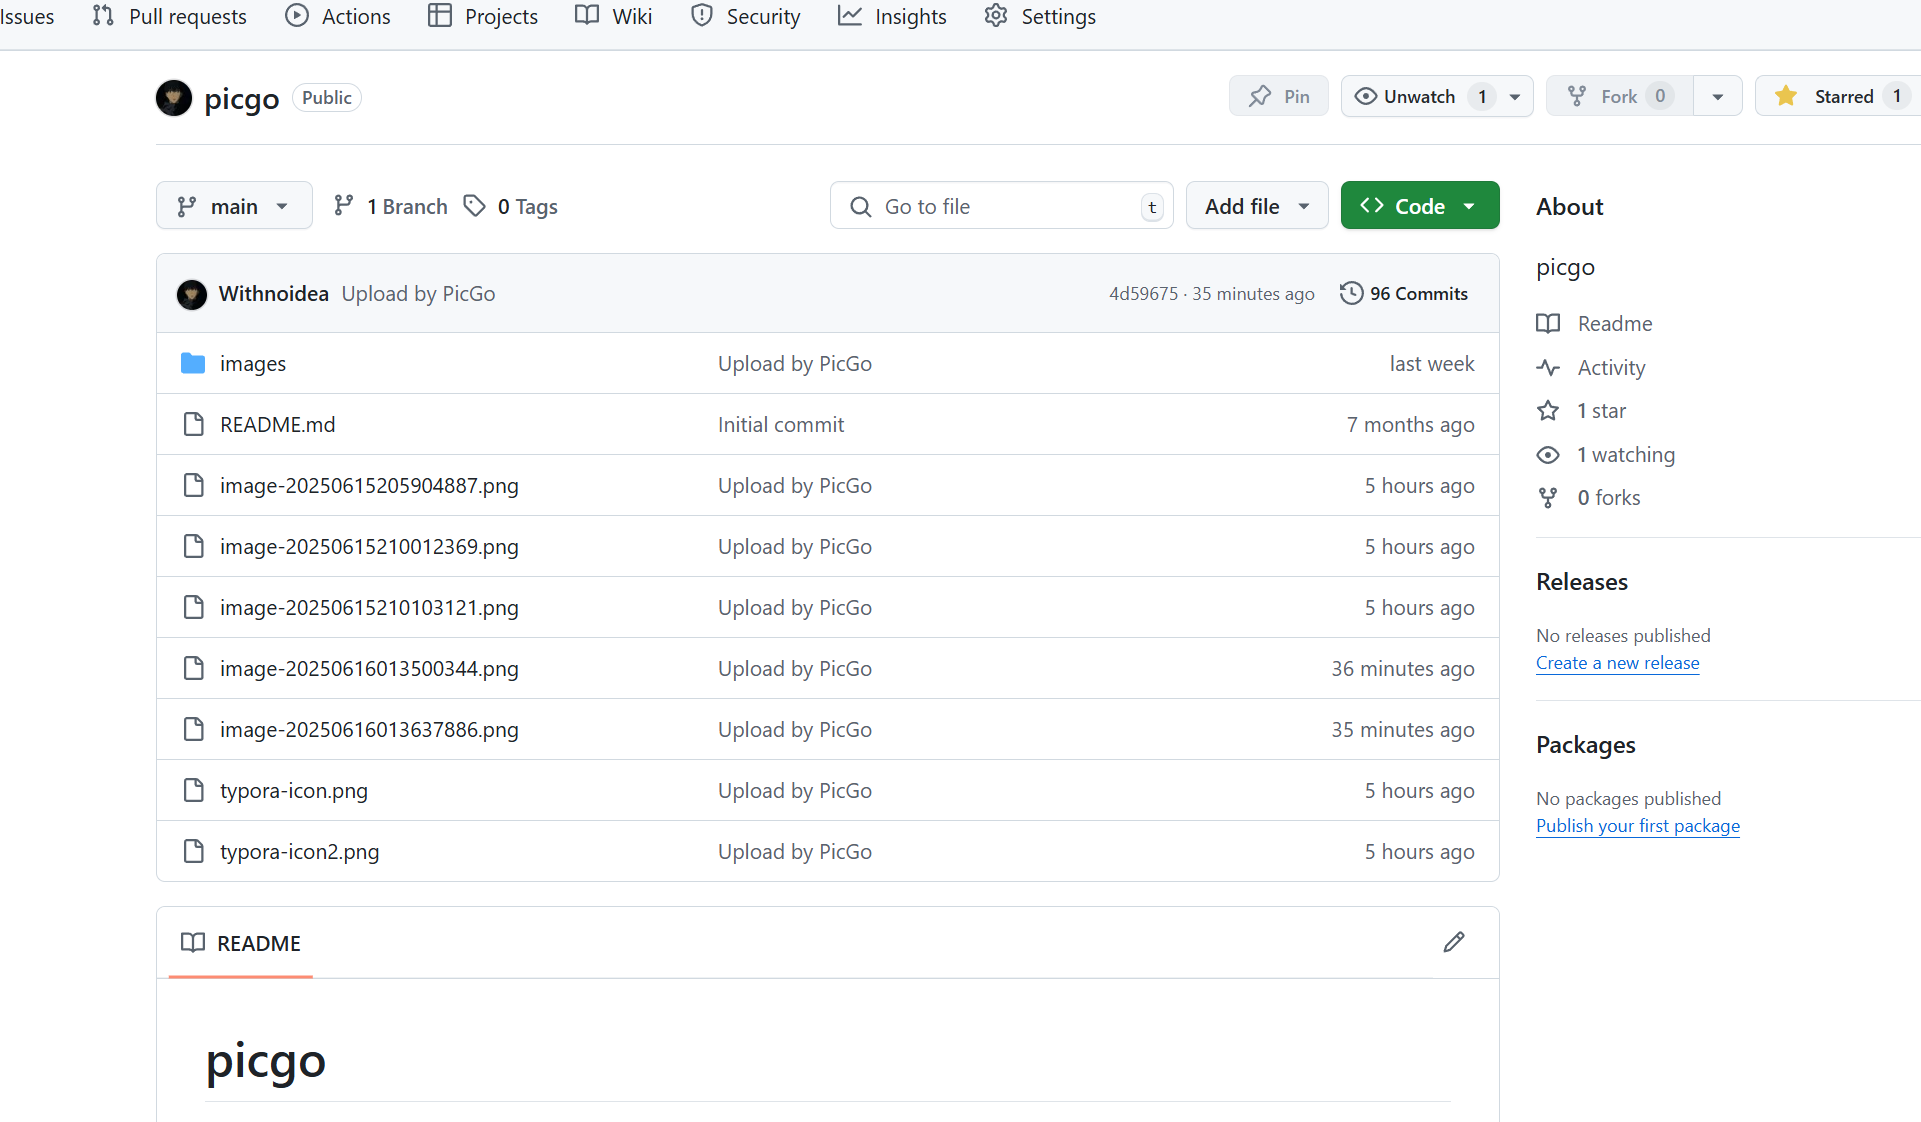 Issues Pull requests Actions Projects Wiki Security Insights Settings
picgo Public Pin Unwatch 1 Fork 0 Starred 1
main 1 Branch 0 Tags Go to file t Add file Code
Withnoidea Upload by PicGo 4d59675 · 35 minutes ago 96 Commits
images Upload by PicGo last week
README.md Initial commit 7 months ago
image-20250615205904887.png Upload by PicGo 5 hours ago
image-20250615210012369.png Upload by PicGo 5 hours ago
image-20250615210103121.png Upload by PicGo 5 hours ago
image-20250616013500344.png Upload by PicGo 36 minutes ago
image-20250616013637886.png Upload by PicGo 35 minutes ago
typora-icon.png Upload by PicGo 5 hours ago
typora-icon2.png Upload by PicGo 5 hours ago
README
picgo
About
picgo
Readme
Activity
1 star
1 watching
0 forks
Releases
No releases published
Create a new release
Packages
No packages published
Publish your first package